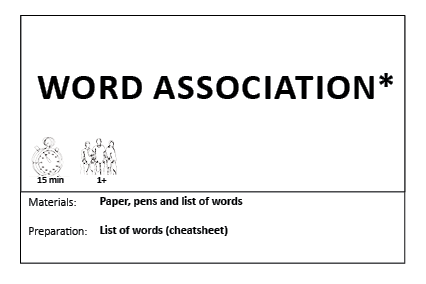 WORD ASSOCIATION*
15 min 1+
Materials: Paper, pens and list of words
Preparation: List of words (cheatsheet)